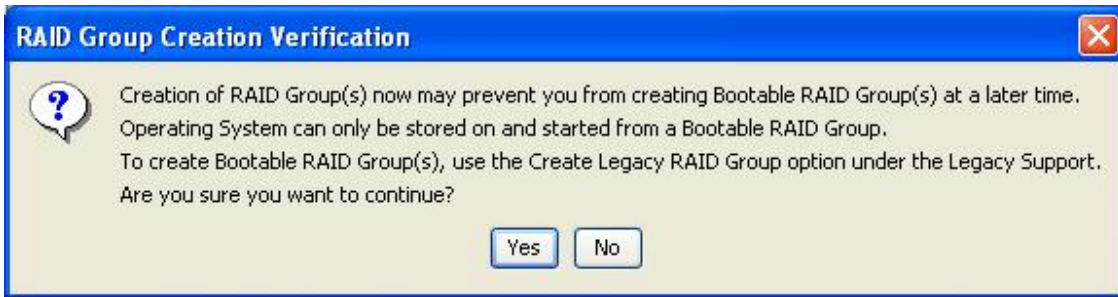 RAID Group Creation Verification
Creation of RAID Group(s) now may prevent you from creating Bootable RAID Group(s) at a later time.
Operating System can only be stored on and started from a Bootable RAID Group.
To create Bootable RAID Group(s), use the Create Legacy RAID Group option under the Legacy Support.
Are you sure you want to continue?
Yes No